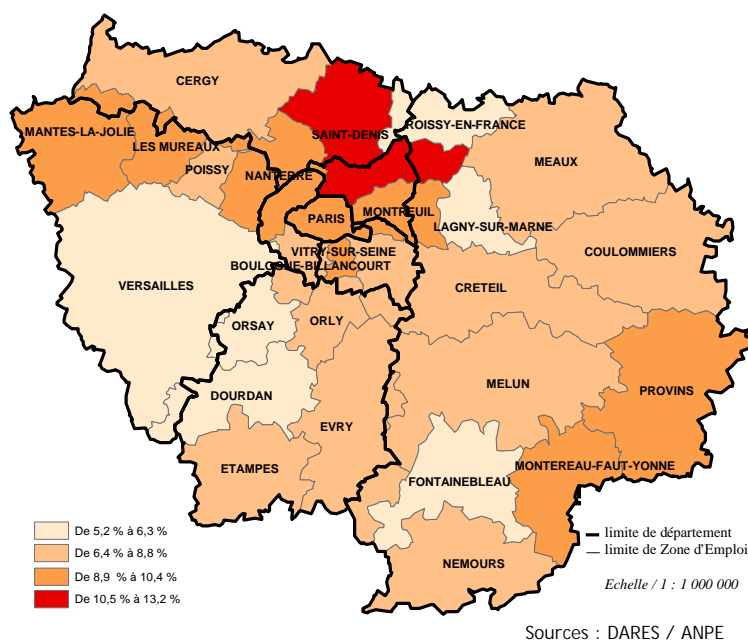 CERGY
SAINT-DENIS
ROISSY-EN-FRANCE
MANTES-LA-JOLIE
LES MUREAUX
POISSY
NANTERRE
MEAUX
PARIS
MONTREUIL
LAGNY-SUR-MARNE
COULOMMIERS
VITRY-SUR-SEINE
BOULOGNE-BILLANCOURT
VERSAILLES
CRETEIL
ORSAY
ORLY
MELUN
PROVINS
DOURDAN
EVRY
ETAMPES
FONTAINEBLEAU
MONTEREAU-FAUT-YONNE
NEMOURS
De 5,2 % à 6,3 %
De 6,4 % à 8,8 %
De 8,9 % à 10,4 %
De 10,5 % à 13,2 %
limite de département
limite de Zone d'Emploi
Echelle / 1 : 1 000 000
Sources : DARES / ANPE